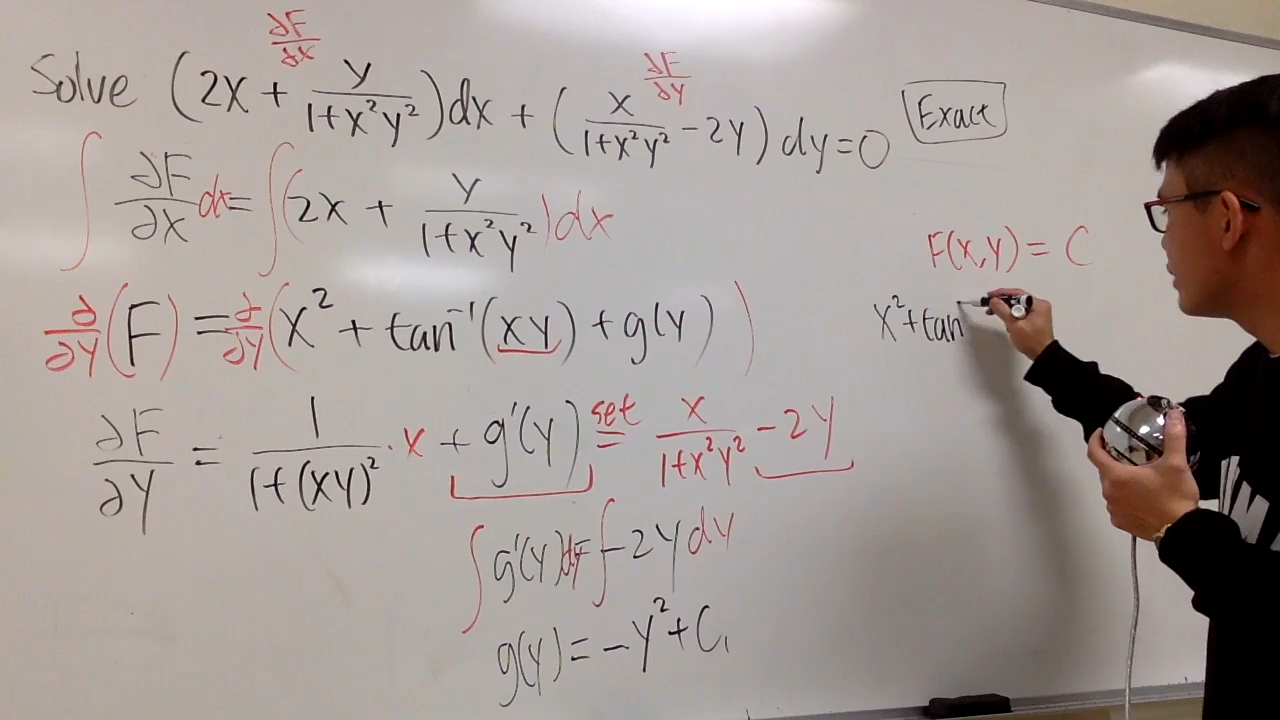 ∂F/∂x
∂F/∂y
Solve (2x + y/(1+x²y²))dx + (x/(1+x²y²) - 2y) dy = 0
Exact
∫ ∂F/∂x dx = ∫(2x + y/(1+x²y²))dx
F(x,y) = C
x² + tan
∂/∂y (F) = ∂/∂y (x² + tan⁻¹(xy) + g(y))
∂F/∂y = 1/(1+(xy)²) · x + g'(y) set = x/(1+x²y²) - 2y
∫ g'(y) dy = ∫ -2y dy
g(y) = -y² + C₁